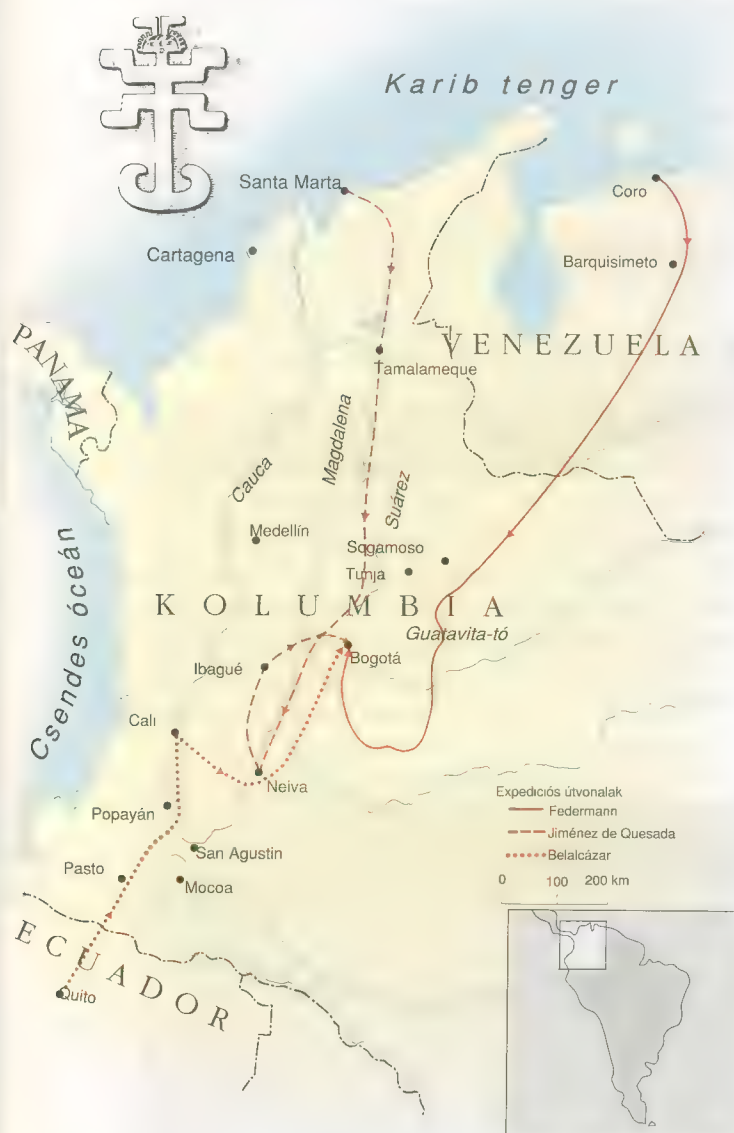 Karib tenger
Santa Marta
Coro
Cartagena
Barquisimeto
PANAMA
VENEZUELA
Tamalameque
Magdalena
Cauca
Suárez
Medellín
Sogamoso
Tunja
Csendes óceán
KOLUMBIA
Guatavita-tó
Ibagué
Bogotá
Cali
Neiva
Popayán
San Agustin
Pasto
Mocoa
Expediciós útvonalak
Federmann
Jiménez de Quesada
Belalcázar
0 100 200 km
ECUADOR
Quito